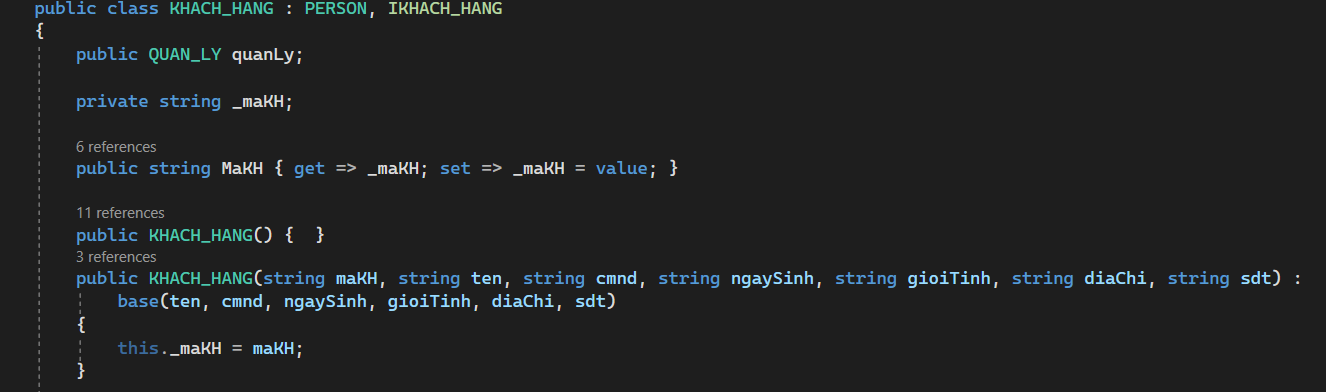 public class KHACH_HANG : PERSON, IKHACH_HANG
{
public QUAN_LY quanLy;
private string _maKH;
6 references
public string MaKH { get => _maKH; set => _maKH = value; }
11 references
public KHACH_HANG() {  }
3 references
public KHACH_HANG(string maKH, string ten, string cmnd, string ngaySinh, string gioiTinh, string diaChi, string sdt) :
base(ten, cmnd, ngaySinh, gioiTinh, diaChi, sdt)
{
this._maKH = maKH;
}